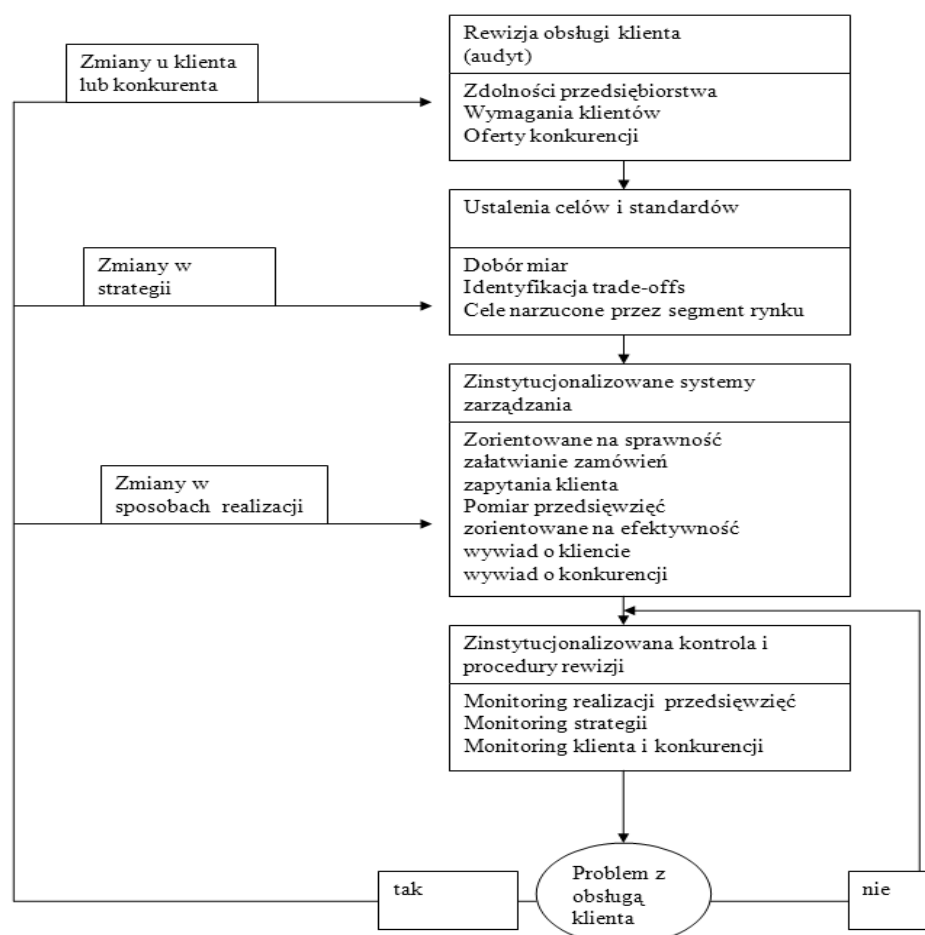 Zmiany u klienta
lub konkurenta
Rewizja obsługi klienta
(audyt)
Zdolności przedsiębiorstwa
Wymagania klientów
Oferty konkurencji
Zmiany w
strategii
Ustalenia celów i standardów
Dobór miar
Identyfikacja trade-offs
Cele narzucone przez segment rynku
Zmiany w
sposobach realizacji
Zinstytucjonalizowane systemy
zarządzania
Zorientowane na sprawność
załatwianie zamówień
zapytania klienta
Pomiar przedsięwzięć
zorientowane na efektywność
wywiad o kliencie
wywiad o konkurencji
Zinstytucjonalizowana kontrola i
procedury rewizji
Monitoring realizacji przedsięwzięć
Monitoring strategii
Monitoring klienta i konkurencji
tak
Problem z
obsługą
klienta
nie